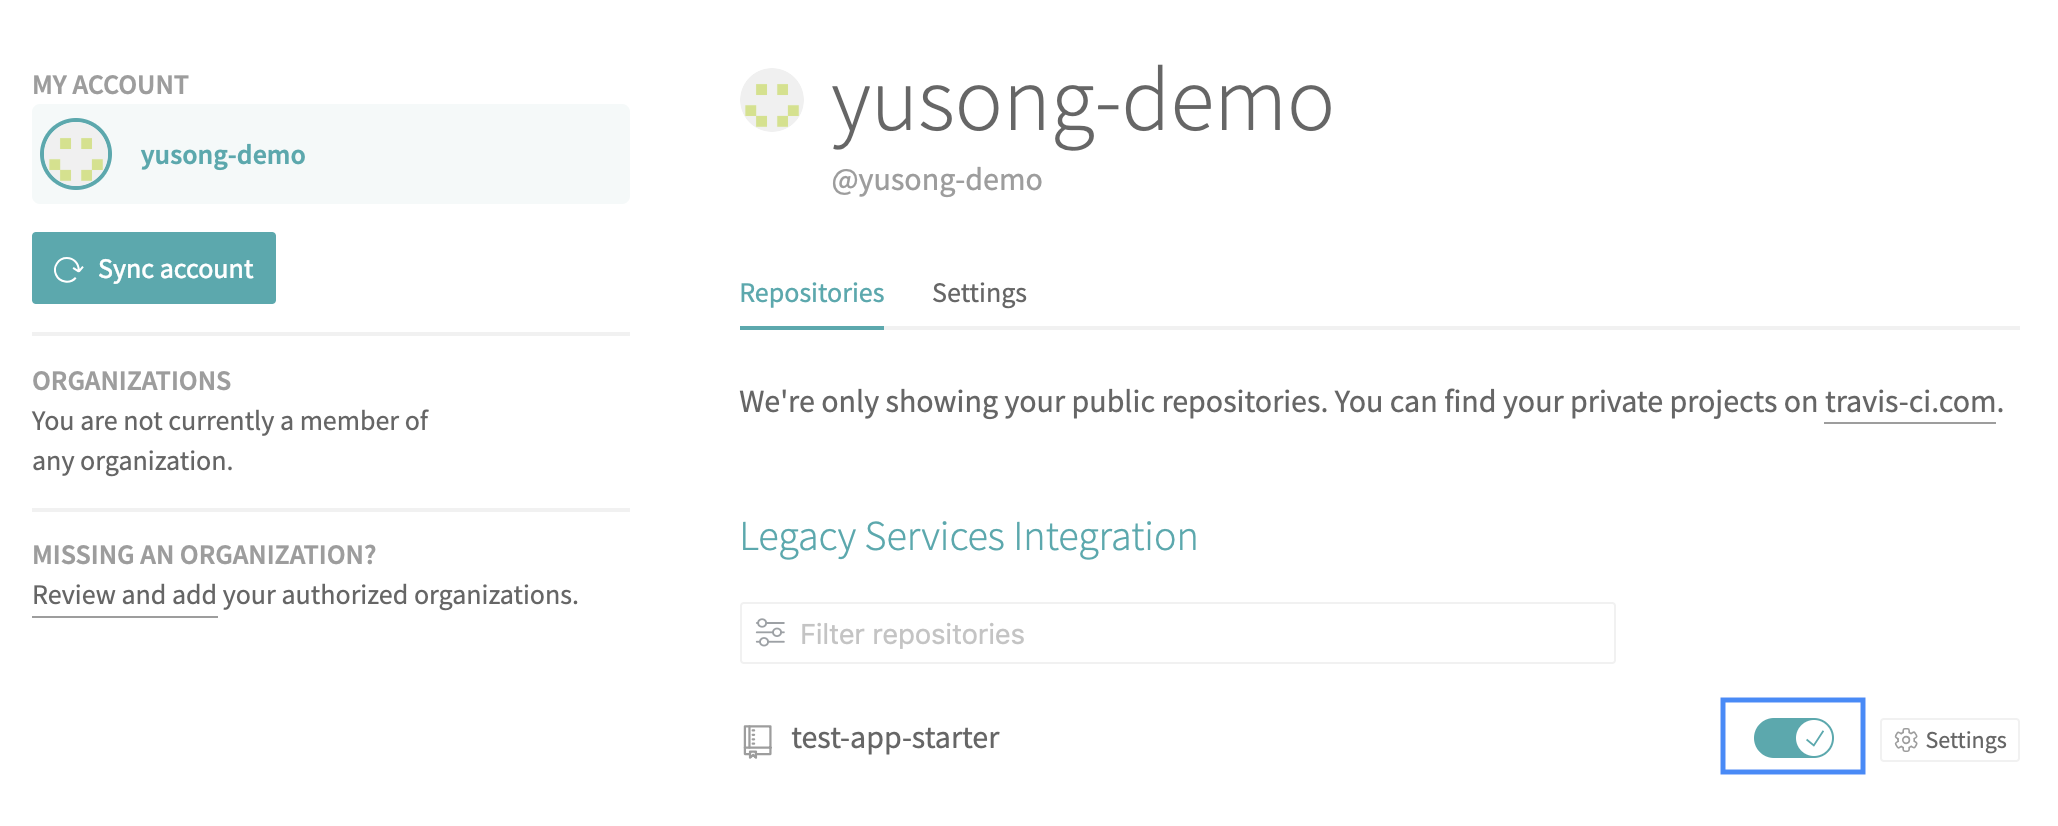 MY ACCOUNT
yusong-demo
Sync account
ORGANIZATIONS
You are not currently a member of
any organization.
MISSING AN ORGANIZATION?
Review and add your authorized organizations.
yusong-demo
@yusong-demo
Repositories Settings
We're only showing your public repositories. You can find your private projects on travis-ci.com.
Legacy Services Integration
Filter repositories
test-app-starter
Settings